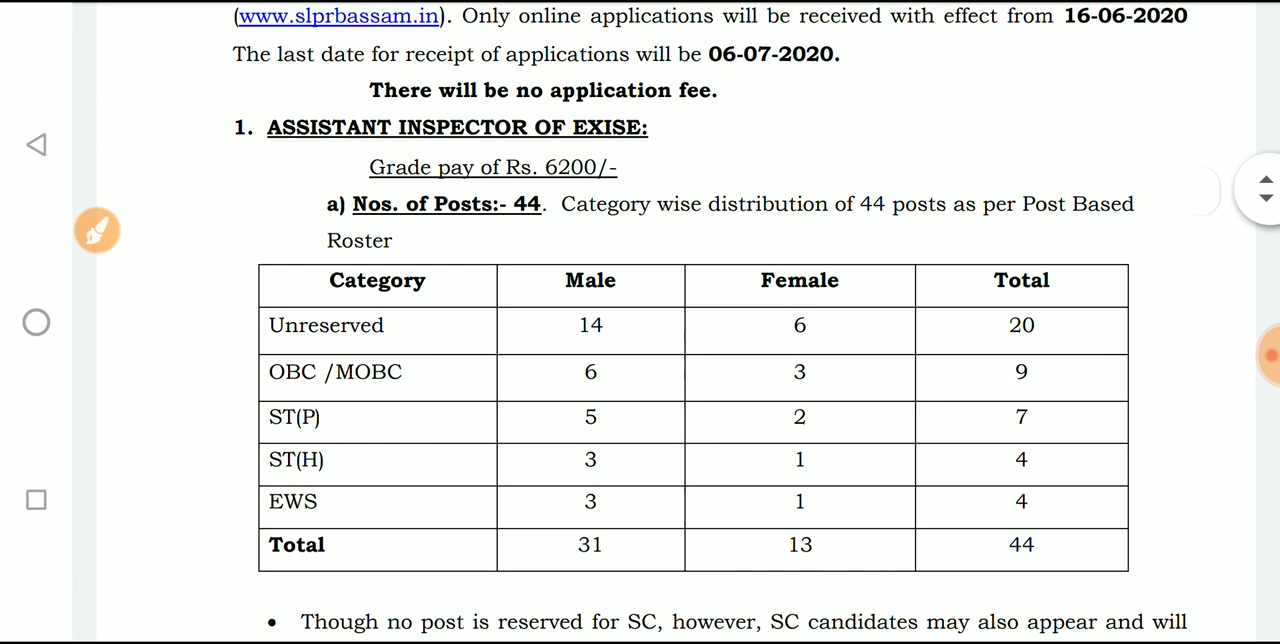 (www.slprbassam.in). Only online applications will be received with effect from 16-06-2020
The last date for receipt of applications will be 06-07-2020.
There will be no application fee.
1. ASSISTANT INSPECTOR OF EXISE:
Grade pay of Rs. 6200/-
a) Nos. of Posts:- 44. Category wise distribution of 44 posts as per Post Based
Roster
Category Male Female Total
Unreserved 14 6 20
OBC /MOBC 6 3 9
ST(P) 5 2 7
ST(H) 3 1 4
EWS 3 1 4
Total 31 13 44
• Though no post is reserved for SC, however, SC candidates may also appear and will